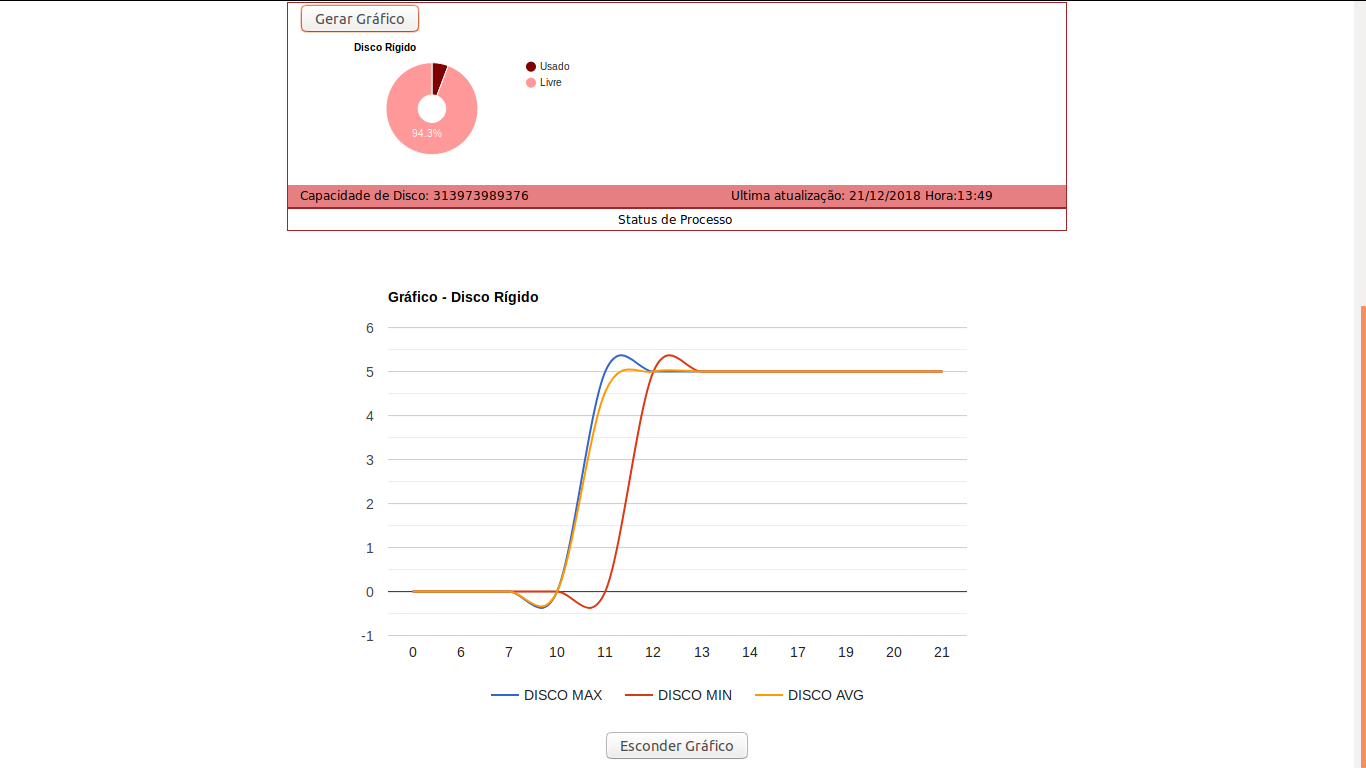 Gerar Gráfico
Disco Rígido
Usado
Livre
94.3%
Capacidade de Disco: 313973989376 Ultima atualização: 21/12/2018 Hora:13:49
Status de Processo
Gráfico - Disco Rígido
6
5
4
3
2
1
0
-1
0 6 7 10 11 12 13 14 17 19 20 21
DISCO MAX DISCO MIN DISCO AVG
Esconder Gráfico